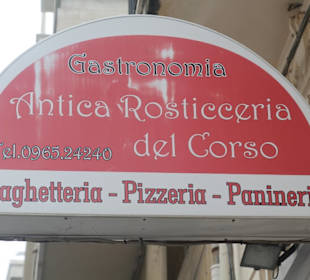 Gastronomia
Antica Rosticceria
Tel.0965.24240 del Corso
aghetteria - Pizzeria - Panineri